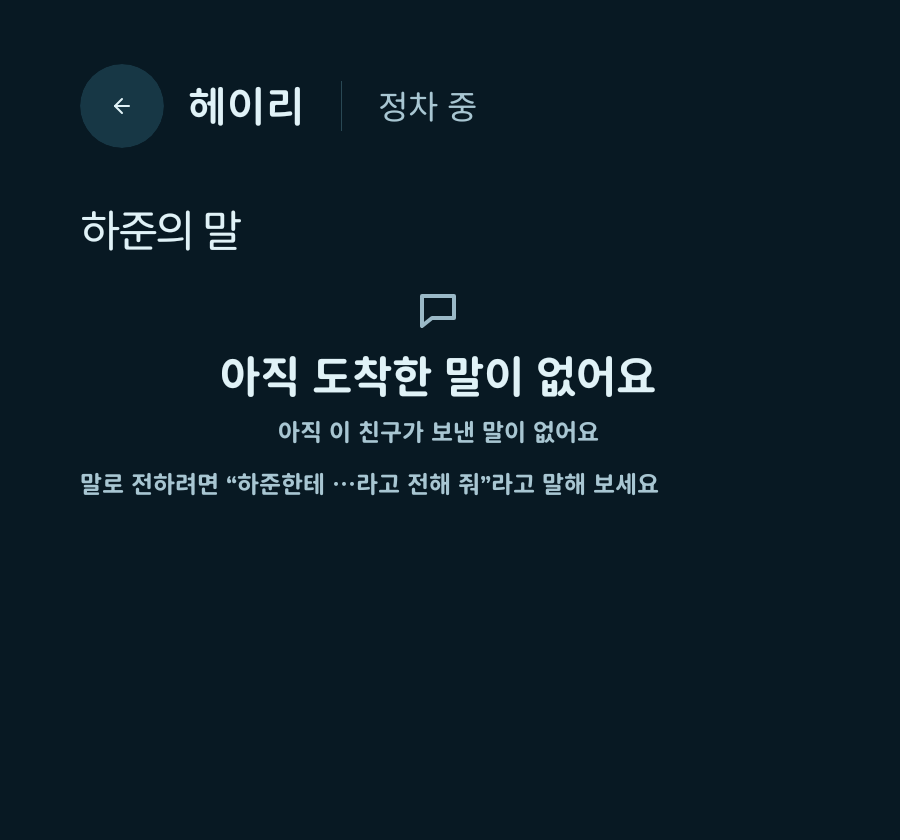 헤이리 정차 중
하준의 말
아직 도착한 말이 없어요
아직 이 친구가 보낸 말이 없어요
말로 전하려면 “하준한테 …라고 전해 줘”라고 말해 보세요